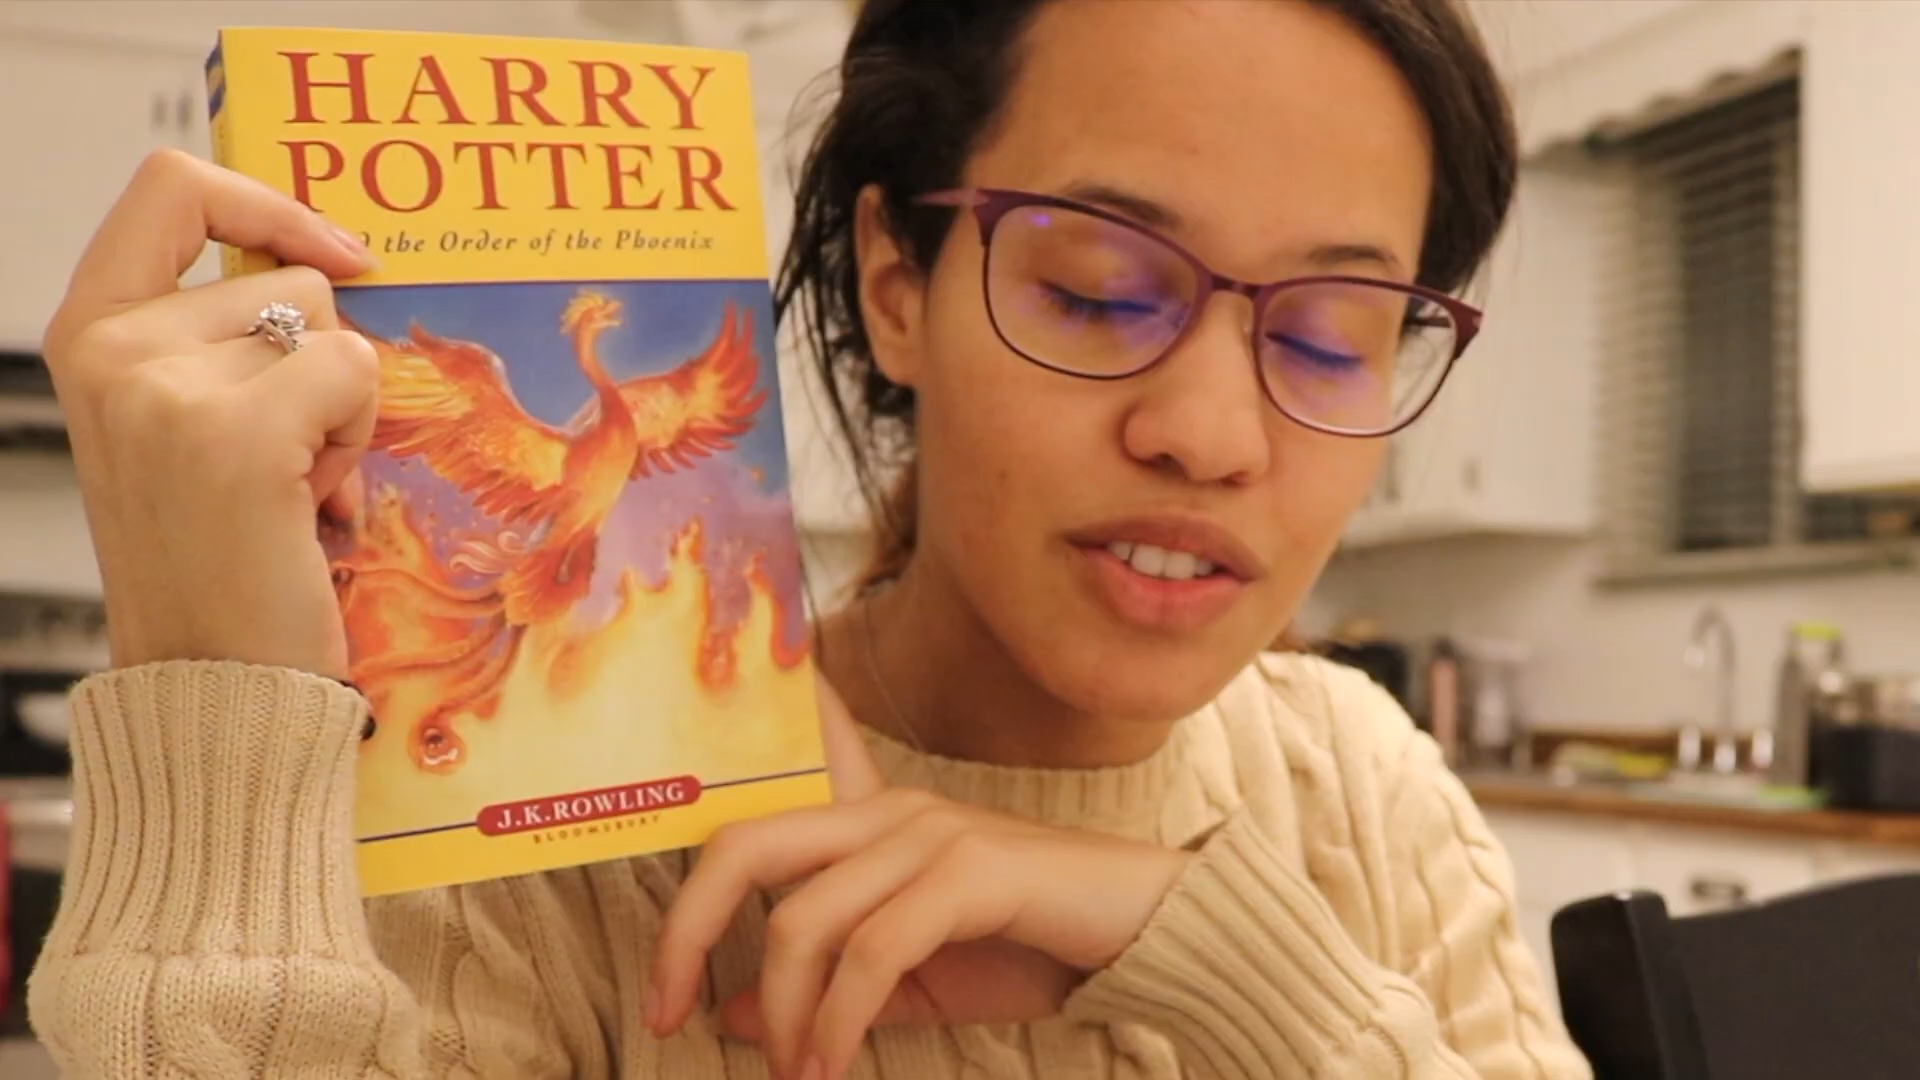 HARRY
POTTER
the Order of the Phoenix
J.K.ROWLING
BLOOMSBURY